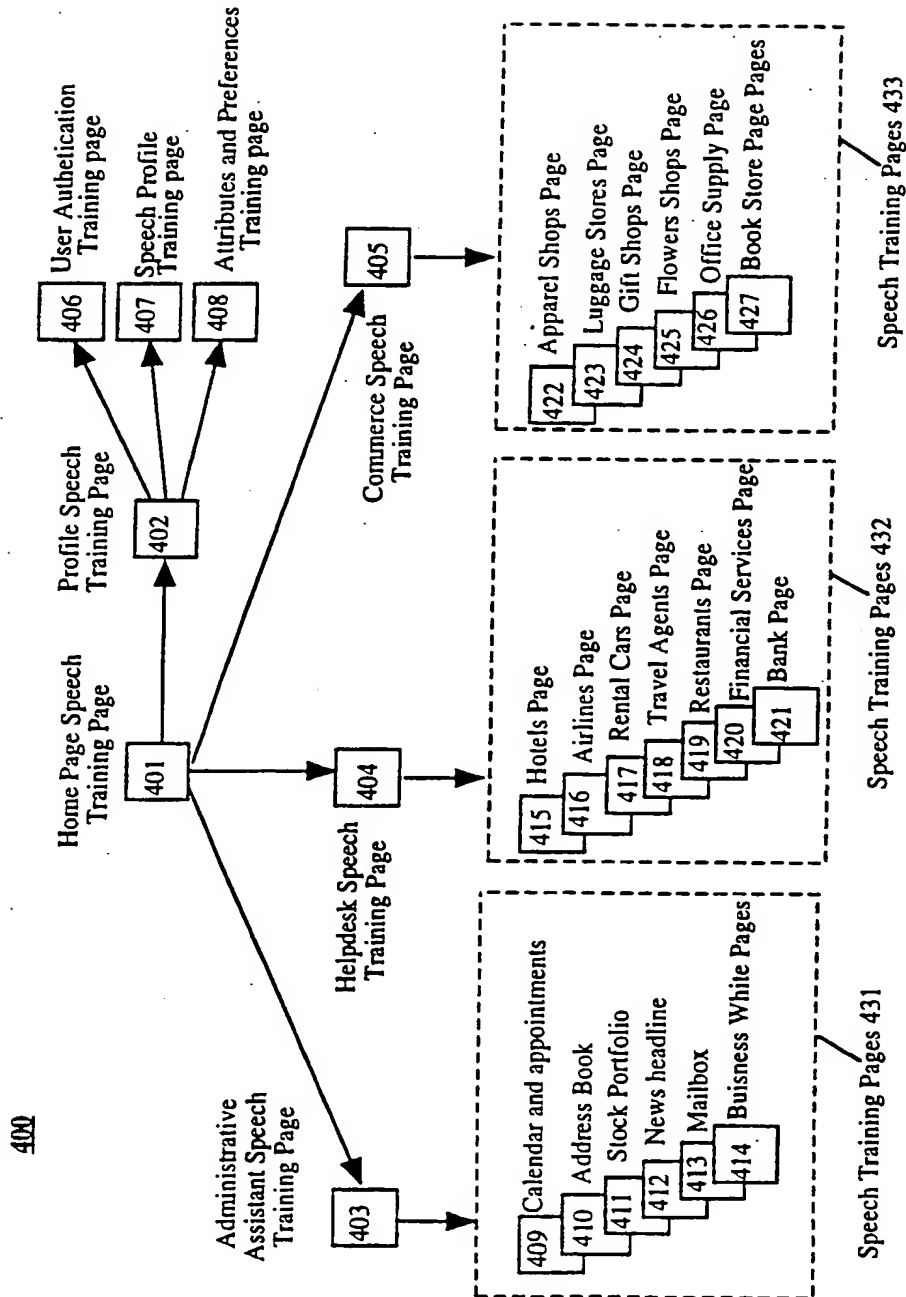 400
Home Page Speech
Training Page
401
Profile Speech
Training Page
402
406
User Authetication
Training page
407
Speech Profile
Training page
408
Attributes and Preferences
Training page
Administrative
Assistant Speech
Training Page
403
Helpdesk Speech
Training Page
404
Commerce Speech
Training Page
405
409
Calendar and appointments
410
Address Book
411
Stock Portfolio
412
News headline
413
Mailbox
414
Buisness White Pages
Speech Training Pages 431
415
Hotels Page
416
Airlines Page
417
Rental Cars Page
418
Travel Agents Page
419
Restaurants Page
420
Financial Services Page
421
Bank Page
Speech Training Pages 432
422
Apparel Shops Page
423
Luggage Stores Page
424
Gift Shops Page
425
Flowers Shops Page
426
Office Supply Page
427
Book Store Page Pages
Speech Training Pages 433